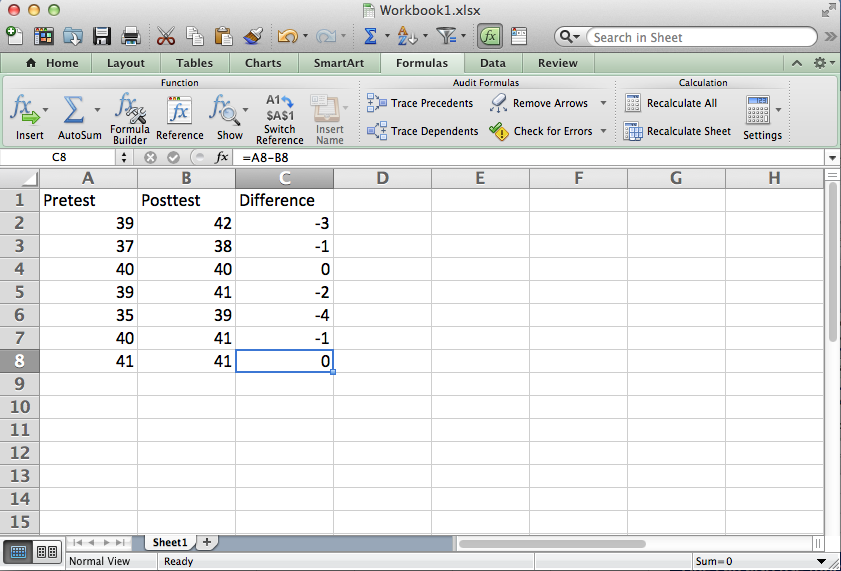 Workbook1.xlsx
fx
Search in Sheet
Home Layout Tables Charts SmartArt Formulas Data Review
Function Audit Formulas Calculation
Insert AutoSum Formula Builder Reference Show Switch Reference Insert Name Trace Precedents Remove Arrows Recalculate All
Trace Dependents Check for Errors Recalculate Sheet Settings
C8 fx =A8-B8
A B C D E F G H
1 Pretest Posttest Difference
2 39 42 -3
3 37 38 -1
4 40 40 0
5 39 41 -2
6 35 39 -4
7 40 41 -1
8 41 41 0
9
10
11
12
13
14
15
Sheet1 +
Normal View Ready Sum=0